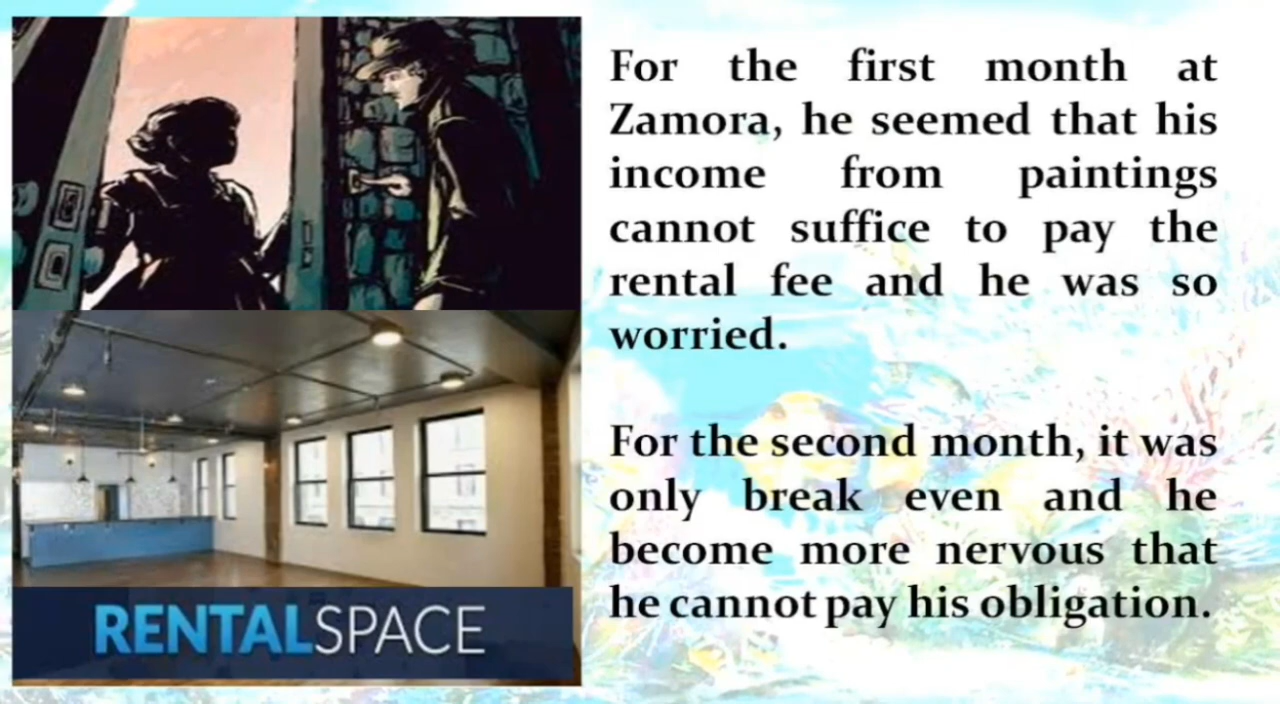 For the first month at
Zamora, he seemed that his
income from paintings
cannot suffice to pay the
rental fee and he was so
worried.
For the second month, it was
only break even and he
become more nervous that
he cannot pay his obligation.
RENTALSPACE